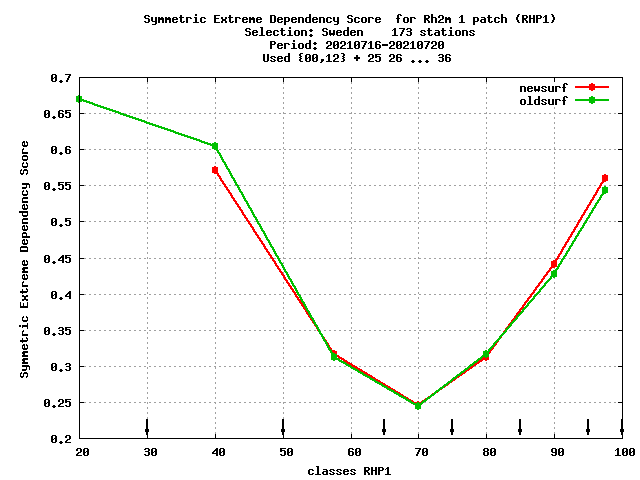 Symmetric Extreme Dependency Score  for Rh2m 1 patch (RHP1)
Selection: Sweden    173 stations
Period: 20210716-20210720
Used {00,12} + 25 26 ... 36
newsurf
oldsurf
Symmetric Extreme Dependency Score
0.7
0.65
0.6
0.55
0.5
0.45
0.4
0.35
0.3
0.25
0.2
20 30 40 50 60 70 80 90 100
classes RHP1